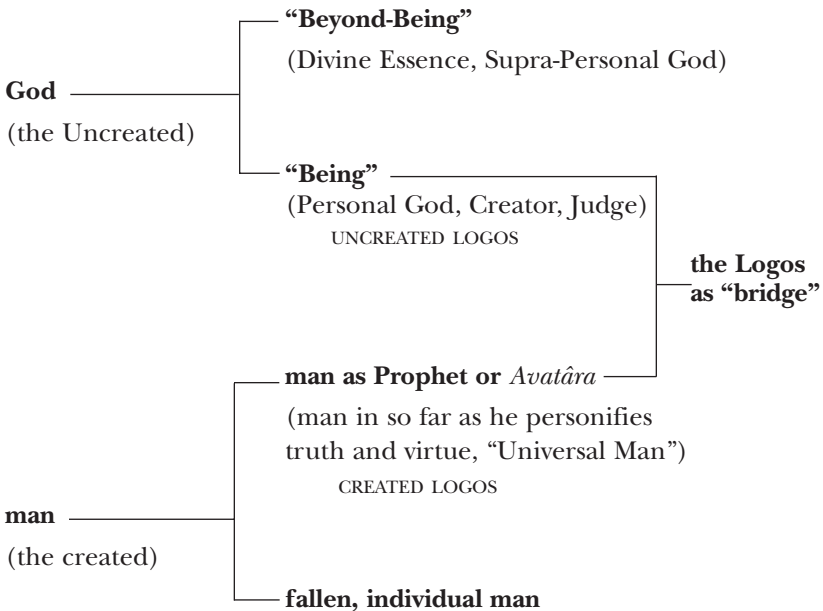 “Beyond-Being”
(Divine Essence, Supra-Personal God)
God
(the Uncreated)
“Being”
(Personal God, Creator, Judge)
UNCREATED LOGOS
the Logos
as “bridge”
man as Prophet or Avatâra
(man in so far as he personifies
truth and virtue, “Universal Man”)
CREATED LOGOS
man
(the created)
fallen, individual man